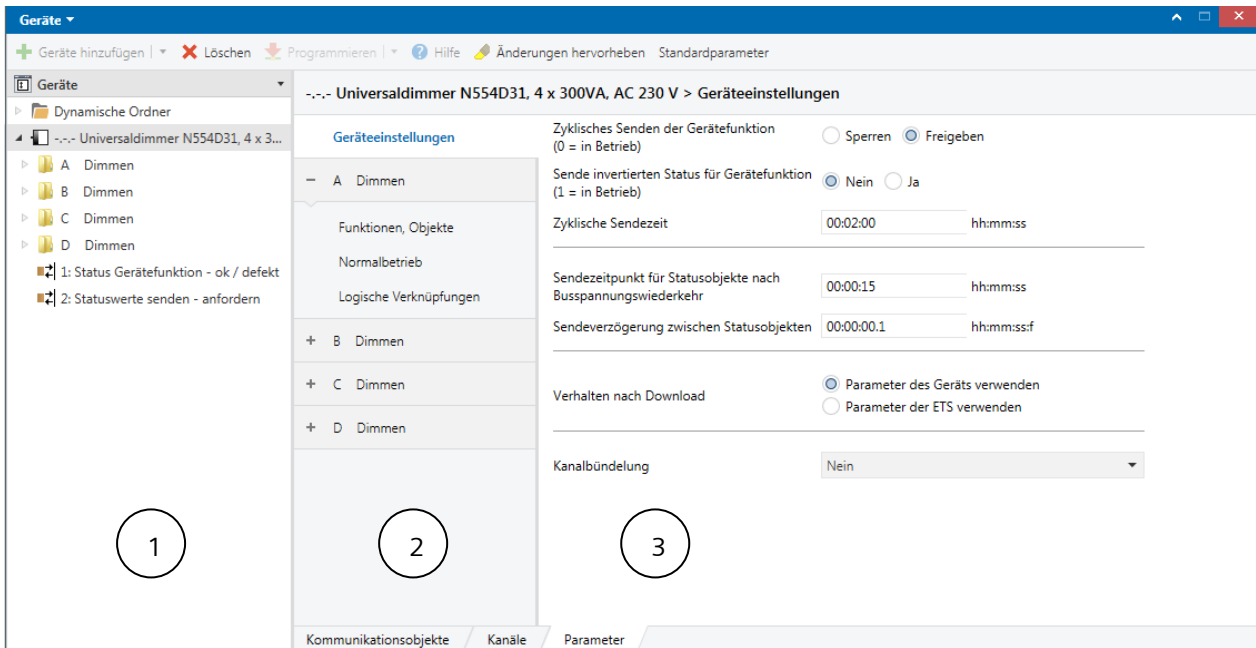 Geräte
Geräte hinzufügen Löschen Programmieren Hilfe Änderungen hervorheben Standardparameter
Geräte
Dynamische Ordner
-.-.- Universaldimmer N554D31, 4 x 3...
A Dimmen
B Dimmen
C Dimmen
D Dimmen
1: Status Gerätefunktion - ok / defekt
2: Statuswerte senden - anfordern
1
Geräteeinstellungen
A Dimmen
Funktionen, Objekte
Normalbetrieb
Logische Verknüpfungen
B Dimmen
C Dimmen
D Dimmen
2
-.-.- Universaldimmer N554D31, 4 x 300VA, AC 230 V > Geräteeinstellungen
Zyklisches Senden der Gerätefunktion
(0 = in Betrieb)
Sperren Freigeben
Sende invertierten Status für Gerätefunktion
(1 = in Betrieb)
Nein Ja
Zyklische Sendezeit 00:02:00 hh:mm:ss
Sendezeitpunkt für Statusobjekte nach
Busspannungswiederkehr
00:00:15 hh:mm:ss
Sendeverzögerung zwischen Statusobjekten 00:00:00.1 hh:mm:ss:f
Verhalten nach Download
Parameter des Geräts verwenden
Parameter der ETS verwenden
Kanalbündelung Nein
3
Kommunikationsobjekte Kanäle Parameter